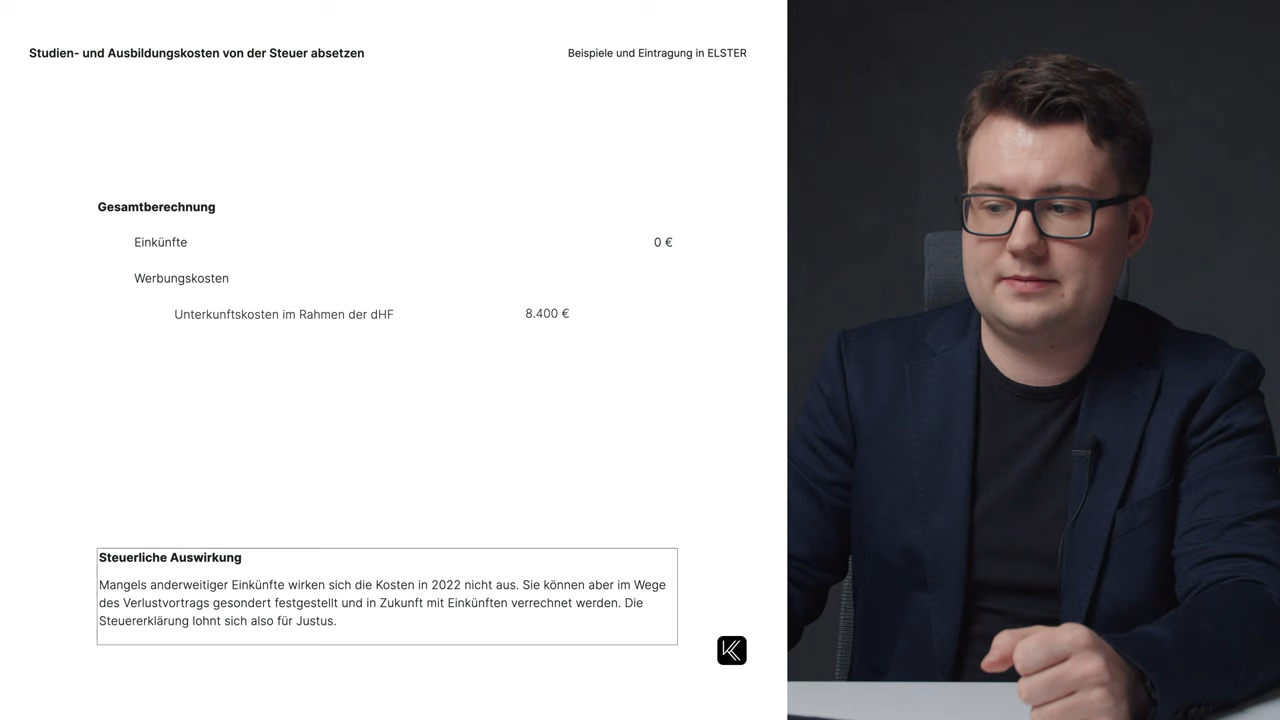 Studien- und Ausbildungskosten von der Steuer absetzen
Beispiele und Eintragung in ELSTER
Gesamtberechnung
Einkünfte 0 €
Werbungskosten
Unterkunftskosten im Rahmen der dHF 8.400 €
Steuerliche Auswirkung
Mangels anderweitiger Einkünfte wirken sich die Kosten in 2022 nicht aus. Sie können aber im Wege
des Verlustvortrags gesondert festgestellt und in Zukunft mit Einkünften verrechnet werden. Die
Steuererklärung lohnt sich also für Justus.